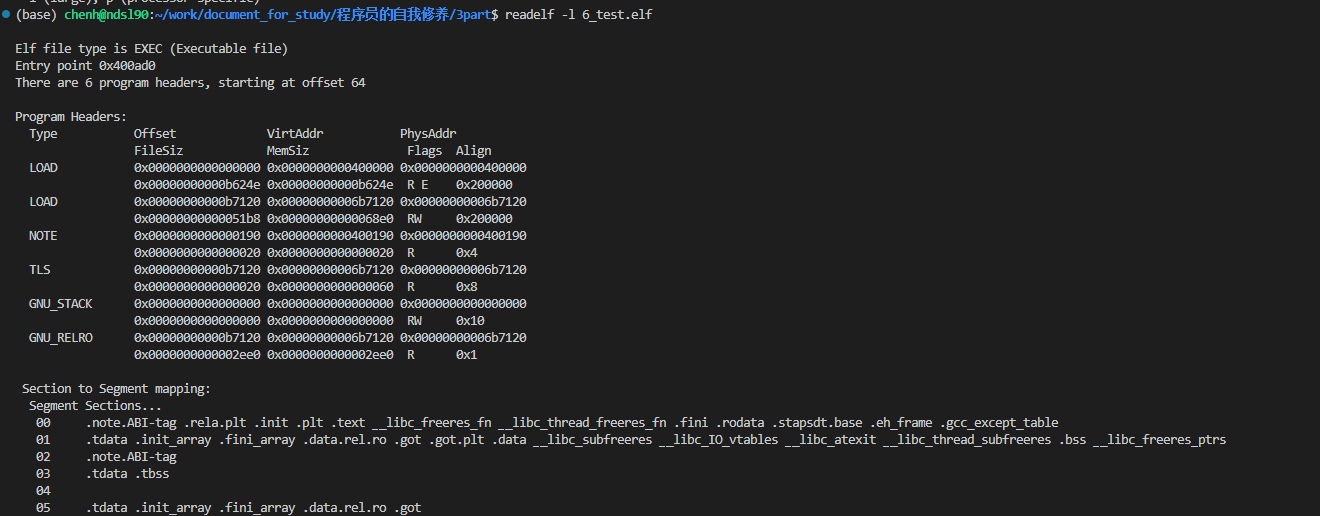 (base) chenh@ndsl90:~/work/document_for_study/程序员的自我修养/3part$ readelf -l 6_test.elf
Elf file type is EXEC (Executable file)
Entry point 0x400ad0
There are 6 program headers, starting at offset 64
Program Headers:
Type Offset VirtAddr PhysAddr
FileSiz MemSiz Flags Align
LOAD 0x0000000000000000 0x0000000000400000 0x0000000000400000
0x00000000000b624e 0x00000000000b624e R E 0x200000
LOAD 0x00000000000b7120 0x00000000006b7120 0x00000000006b7120
0x00000000000051b8 0x00000000000068e0 RW 0x200000
NOTE 0x0000000000000190 0x0000000000400190 0x0000000000400190
0x0000000000000020 0x0000000000000020 R 0x4
TLS 0x00000000000b7120 0x00000000006b7120 0x00000000006b7120
0x0000000000000020 0x0000000000000060 R 0x8
GNU_STACK 0x0000000000000000 0x0000000000000000 0x0000000000000000
0x0000000000000000 0x0000000000000000 RW 0x10
GNU_RELRO 0x00000000000b7120 0x00000000006b7120 0x00000000006b7120
0x0000000000002ee0 0x0000000000002ee0 R 0x1
Section to Segment mapping:
Segment Sections...
00 .note.ABI-tag .rela.plt .init .plt .text __libc_freeres_fn __libc_thread_freeres_fn .fini .rodata .stapsdt.base .eh_frame .gcc_except_table
01 .tdata .init_array .fini_array .data.rel.ro .got .got.plt .data __libc_subfreeres __libc_IO_vtables __libc_atexit __libc_thread_subfreeres .bss __libc_freeres_ptrs
02 .note.ABI-tag
03 .tdata .tbss
04
05 .tdata .init_array .fini_array .data.rel.ro .got